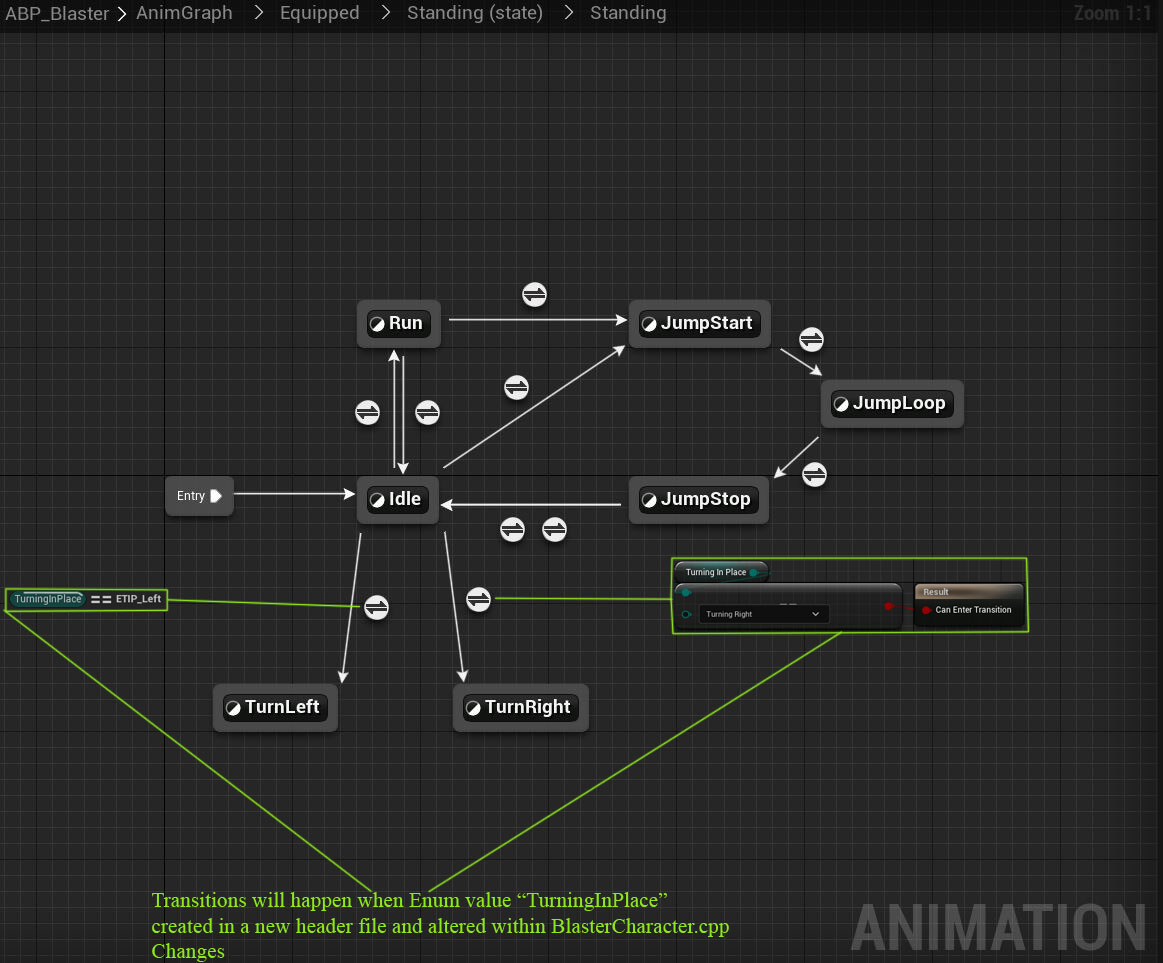 ABP_Blaster > AnimGraph > Equipped > Standing (state) > Standing
Zoom 1:1
Run
JumpStart
JumpLoop
Entry
Idle
JumpStop
TurningInPlace == ETIP_Left
Turning In Place
==
Turning Right
Result
Can Enter Transition
TurnLeft
TurnRight
Transitions will happen when Enum value “TurningInPlace”
created in a new header file and altered within BlasterCharacter.cpp
Changes
ANIMATION